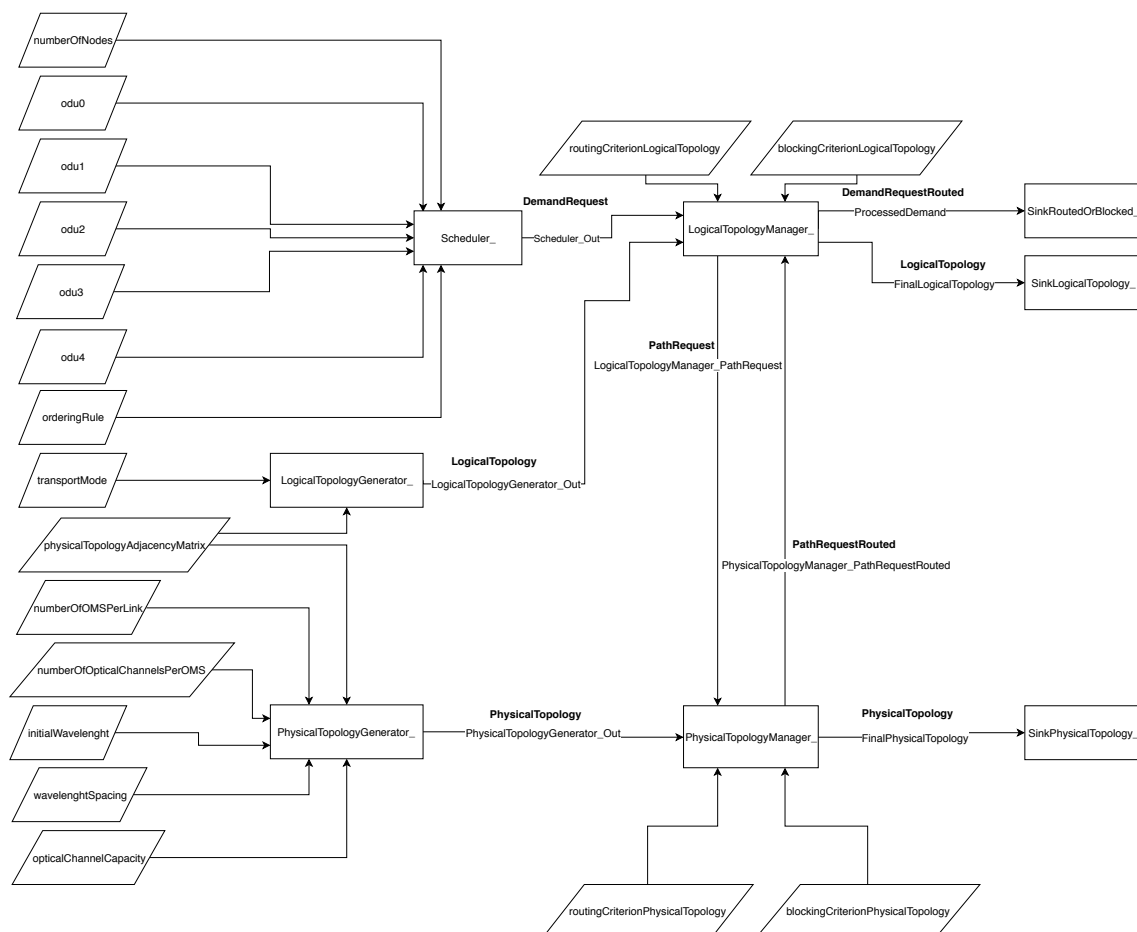 numberOfNodes
odu0
odu1
odu2
odu3
odu4
orderingRule
transportMode
physicalTopologyAdjacencyMatrix
numberOfOMSPerLink
numberOfOpticalChannelsPerOMS
initialWavelenght
wavelenghtSpacing
opticalChannelCapacity
Scheduler_
DemandRequest
Scheduler_Out
routingCriterionLogicalTopology
blockingCriterionLogicalTopology
LogicalTopologyManager_
DemandRequestRouted
ProcessedDemand
SinkRoutedOrBlocked_
LogicalTopology
FinalLogicalTopology
SinkLogicalTopology_
PathRequest
LogicalTopologyManager_PathRequest
LogicalTopologyGenerator_
LogicalTopology
LogicalTopologyGenerator_Out
PathRequestRouted
PhysicalTopologyManager_PathRequestRouted
PhysicalTopologyGenerator_
PhysicalTopology
PhysicalTopologyGenerator_Out
PhysicalTopologyManager_
PhysicalTopology
FinalPhysicalTopology
SinkPhysicalTopology_
routingCriterionPhysicalTopology
blockingCriterionPhysicalTopology